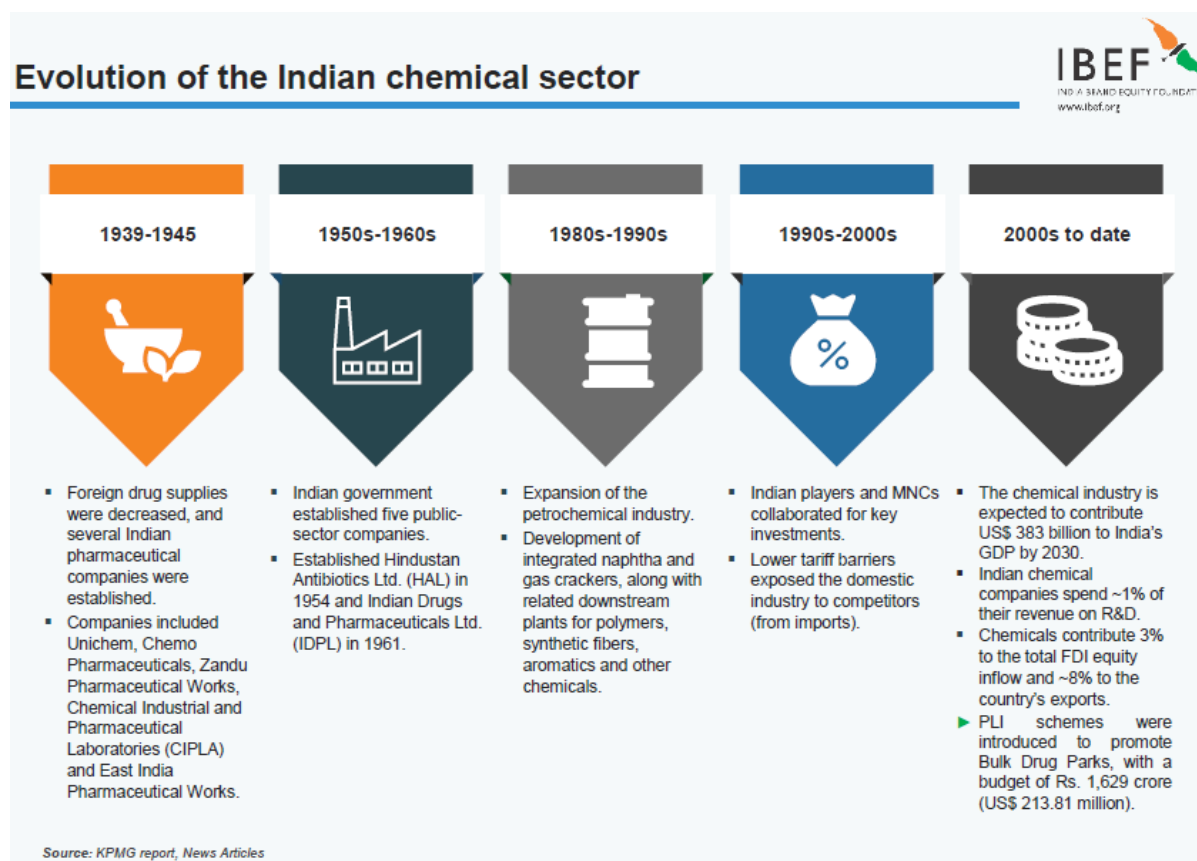 Evolution of the Indian chemical sector
IBEF
INDIA BRAND EQUITY FOUNDAT
www.ibef.org
1939-1945
1950s-1960s
1980s-1990s
1990s-2000s
2000s to date
▪ Foreign drug supplies
were decreased, and
several Indian
pharmaceutical
companies were
established.
▪ Companies included
Unichem, Chemo
Pharmaceuticals, Zandu
Pharmaceutical Works,
Chemical Industrial and
Pharmaceutical
Laboratories (CIPLA)
and East India
Pharmaceutical Works.
▪ Indian government
established five public-
sector companies.
▪ Established Hindustan
Antibiotics Ltd. (HAL) in
1954 and Indian Drugs
and Pharmaceuticals Ltd.
(IDPL) in 1961.
▪ Expansion of the
petrochemical industry.
▪ Development of
integrated naphtha and
gas crackers, along with
related downstream
plants for polymers,
synthetic fibers,
aromatics and other
chemicals.
%
▪ Indian players and MNCs
collaborated for key
investments.
▪ Lower tariff barriers
exposed the domestic
industry to competitors
(from imports).
▪ The chemical industry is
expected to contribute
US$ 383 billion to India's
GDP by 2030.
▪ Indian chemical
companies spend ~1% of
their revenue on R&D.
▪ Chemicals contribute 3%
to the total FDI equity
inflow and ~8% to the
country's exports.
► PLI schemes were
introduced to promote
Bulk Drug Parks, with a
budget of Rs. 1,629 crore
(US$ 213.81 million).
Source: KPMG report, News Articles